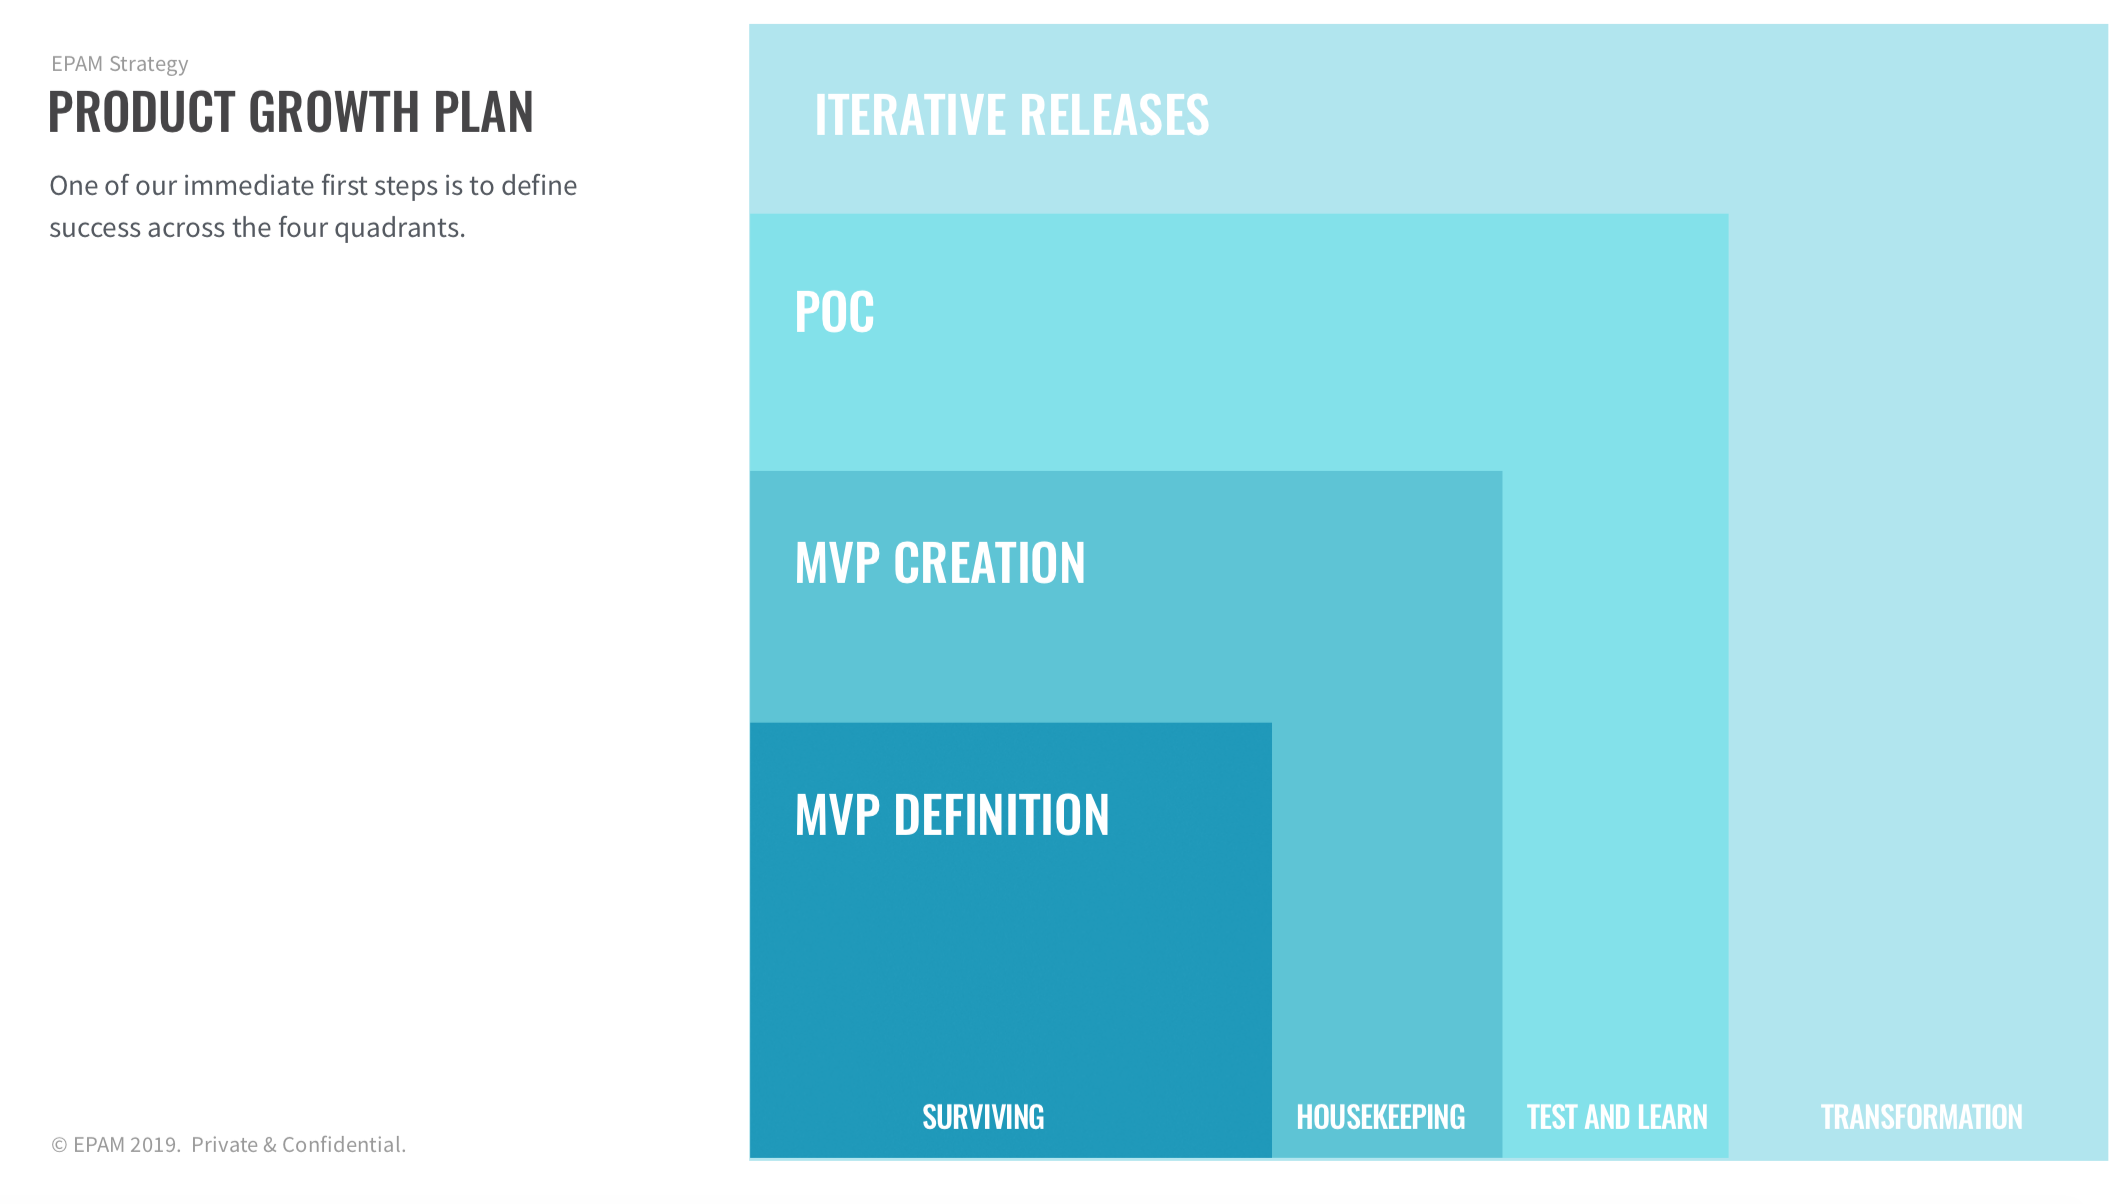 EPAM Strategy
PRODUCT GROWTH PLAN
One of our immediate first steps is to define
success across the four quadrants.
ITERATIVE RELEASES
POC
MVP CREATION
MVP DEFINITION
SURVIVING
HOUSEKEEPING
TEST AND LEARN
TRANSFORMATION
© EPAM 2019. Private & Confidential.